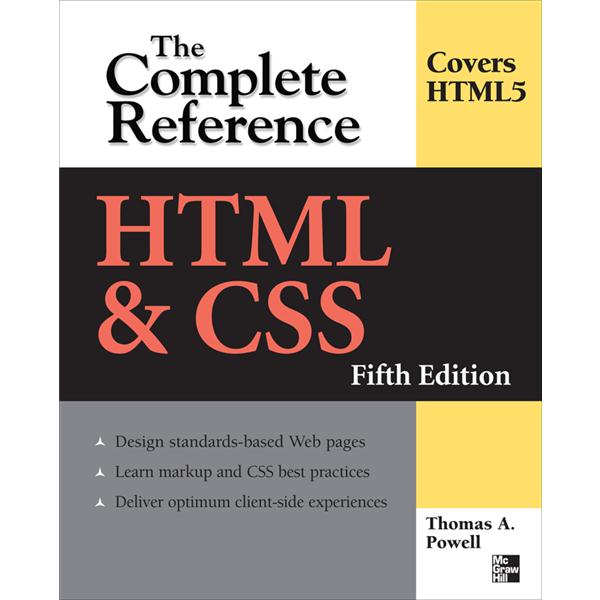 The
Complete
Reference
Covers
HTML5
HTML
& CSS
Fifth Edition
Design standards-based Web pages
Learn markup and CSS best practices
Deliver optimum client-side experiences
Thomas A.
Powell
Mc
Graw
Hill